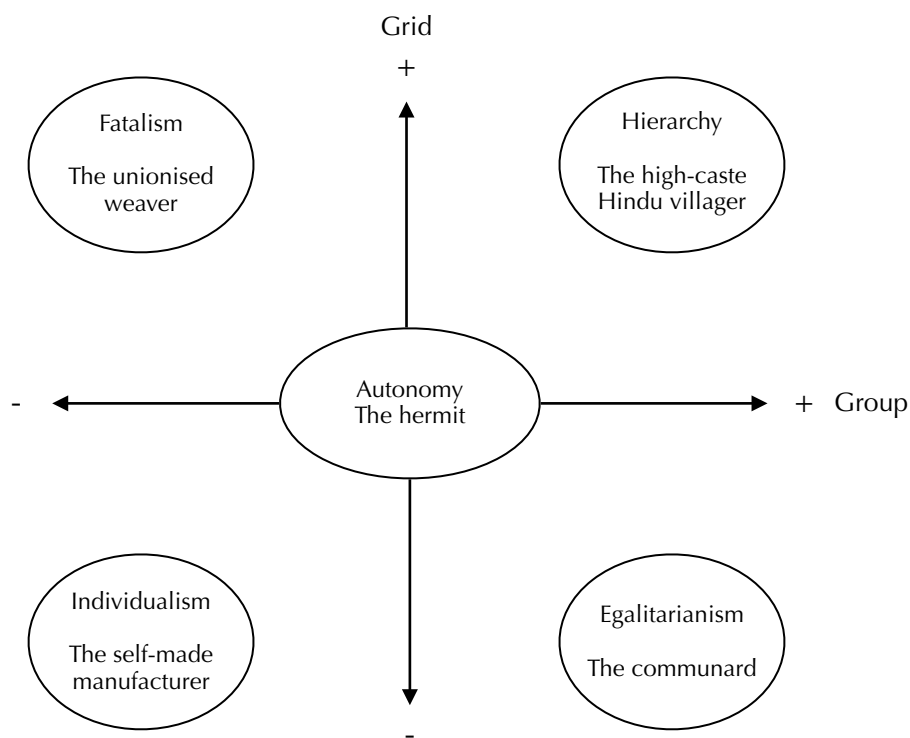 Grid
+
Fatalism
The unionised
weaver
Hierarchy
The high-caste
Hindu villager
-
Autonomy
The hermit
+ Group
Individualism
The self-made
manufacturer
Egalitarianism
The communard
-